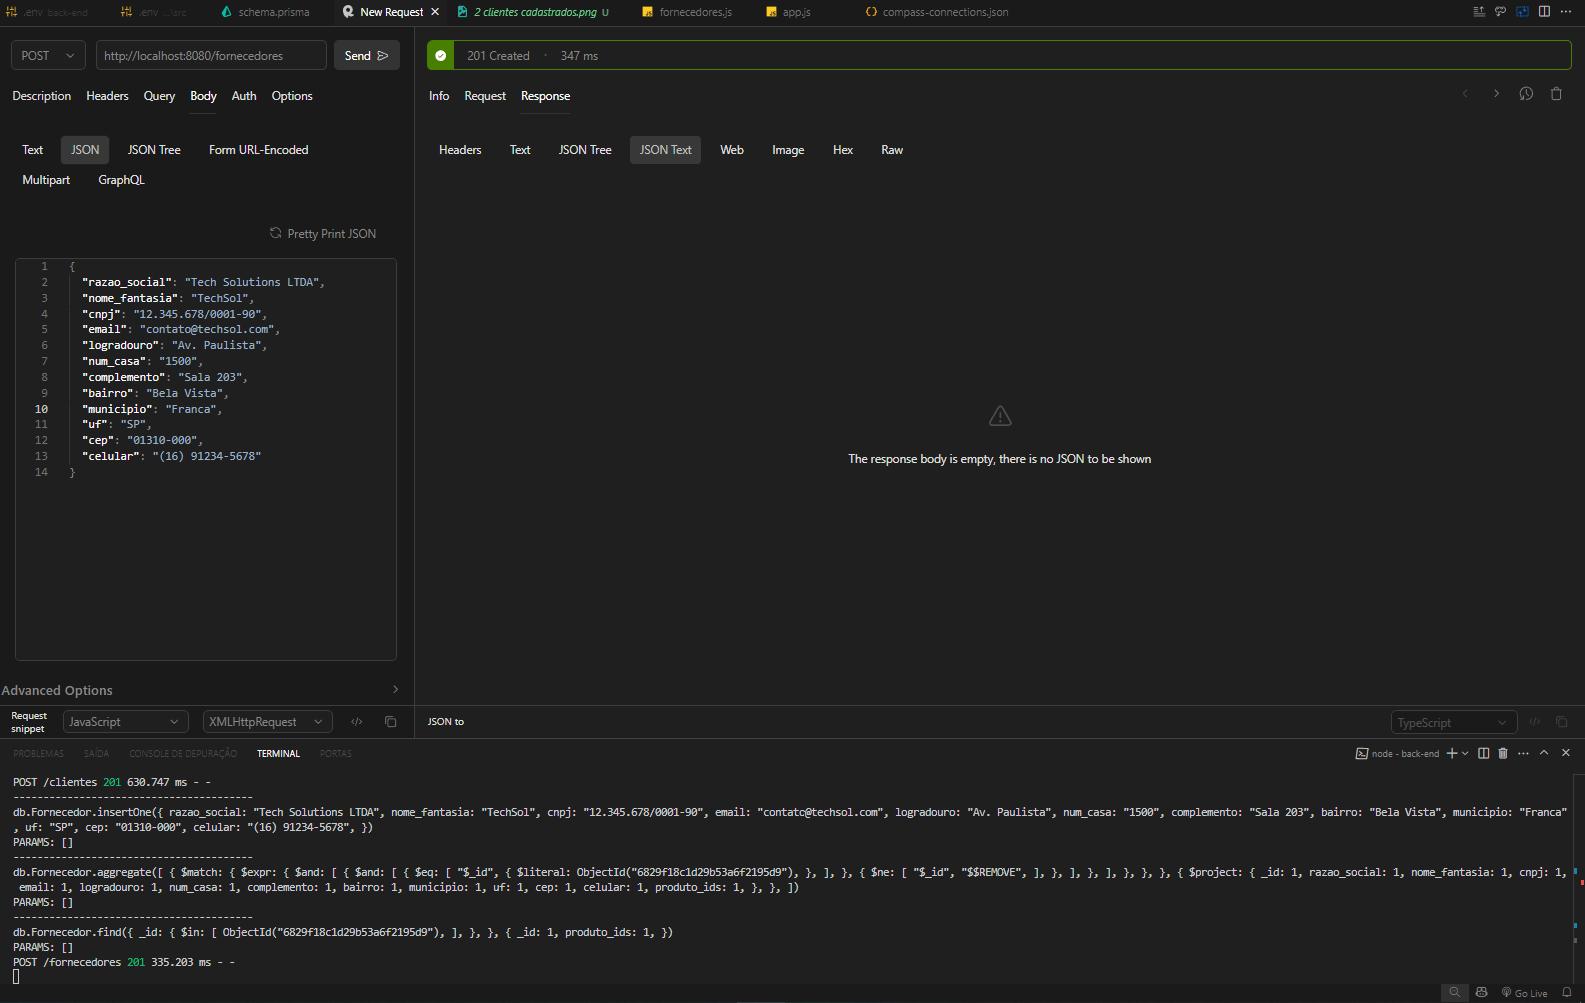 .env back-end
.env ...\src
schema.prisma
New Request
2 clientes cadastrados.png U
fornecedores.js
app.js
compass-connections.json
POST
http://localhost:8080/fornecedores
Send
201 Created · 347 ms
Description Headers Query Body Auth Options
Info Request Response
Text JSON JSON Tree Form URL-Encoded
Multipart GraphQL
Headers Text JSON Tree JSON Text Web Image Hex Raw
Pretty Print JSON
1 {
2 "razao_social": "Tech Solutions LTDA",
3 "nome_fantasia": "TechSol",
4 "cnpj": "12.345.678/0001-90",
5 "email": "contato@techsol.com",
6 "logradouro": "Av. Paulista",
7 "num_casa": "1500",
8 "complemento": "Sala 203",
9 "bairro": "Bela Vista",
10 "municipio": "Franca",
11 "uf": "SP",
12 "cep": "01310-000",
13 "celular": "(16) 91234-5678"
14 }
The response body is empty, there is no JSON to be shown
Advanced Options
Request
snippet
JavaScript
XMLHttpRequest
JSON to
TypeScript
PROBLEMAS SAÍDA CONSOLE DE DEPURAÇÃO TERMINAL PORTAS
node - back-end
POST /clientes 201 630.747 ms - -
----------------------------------------
db.Fornecedor.insertOne({ razao_social: "Tech Solutions LTDA", nome_fantasia: "TechSol", cnpj: "12.345.678/0001-90", email: "contato@techsol.com", logradouro: "Av. Paulista", num_casa: "1500", complemento: "Sala 203", bairro: "Bela Vista", municipio: "Franca"
, uf: "SP", cep: "01310-000", celular: "(16) 91234-5678", })
PARAMS: []
----------------------------------------
db.Fornecedor.aggregate([ { $match: { $expr: { $and: [ { $and: [ { $eq: [ "$_id", { $literal: ObjectId("6829f18c1d29b53a6f2195d9"), }, ], }, { $ne: [ "$_id", "$$REMOVE", ], }, ], }, ], }, }, }, { $project: { _id: 1, razao_social: 1, nome_fantasia: 1, cnpj: 1,
email: 1, logradouro: 1, num_casa: 1, complemento: 1, bairro: 1, municipio: 1, uf: 1, cep: 1, celular: 1, produto_ids: 1, }, }, ])
PARAMS: []
----------------------------------------
db.Fornecedor.find({ _id: { $in: [ ObjectId("6829f18c1d29b53a6f2195d9"), ], }, }, { _id: 1, produto_ids: 1, })
PARAMS: []
POST /fornecedores 201 335.203 ms - -
Go Live